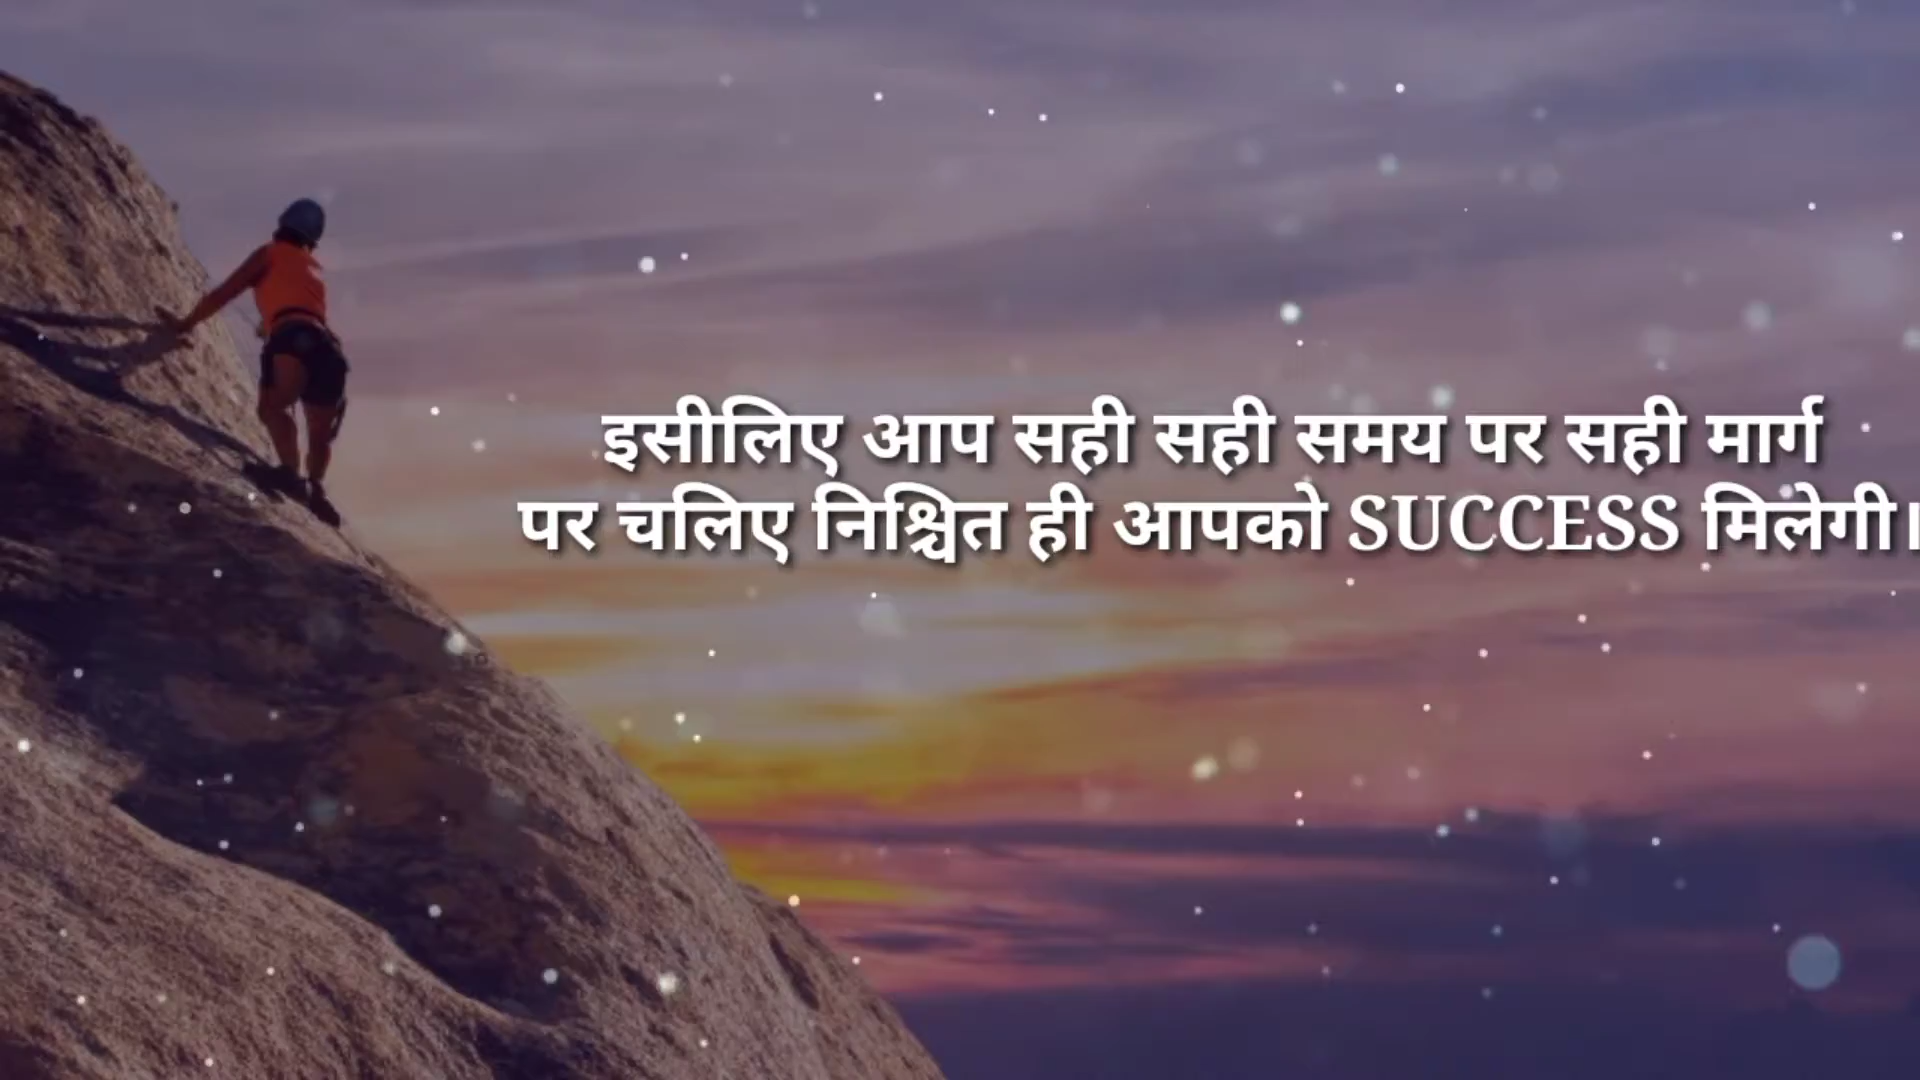 इसीलिए आप सही सही समय पर सही मार्ग
पर चलिए निश्चित ही आपको SUCCESS मिलेगी।